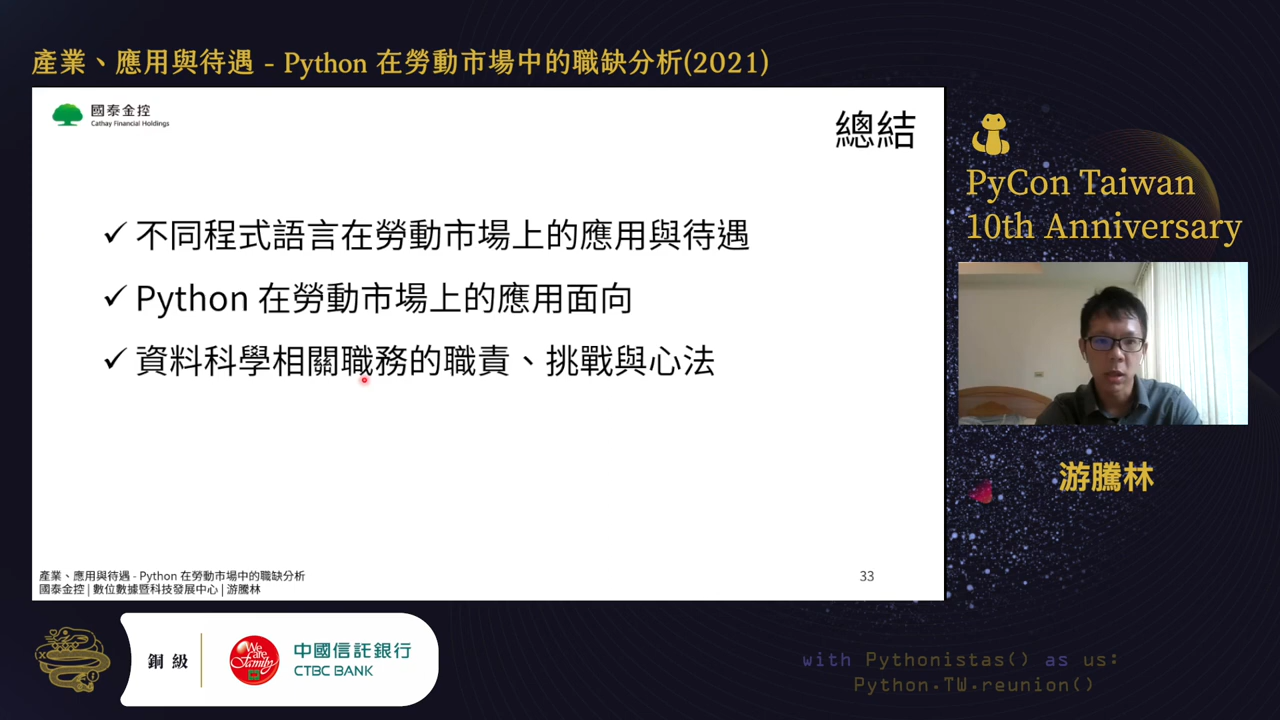 產業、應用與待遇 - Python 在勞動市場中的職缺分析(2021)
國泰金控
Cathay Financial Holdings
總結
✓ 不同程式語言在勞動市場上的應用與待遇
✓ Python 在勞動市場上的應用面向
✓ 資料科學相關職務的職責、挑戰與心法
產業、應用與待遇 - Python 在勞動市場中的職缺分析
國泰金控 | 數位數據暨科技發展中心 | 游騰林
33
PyCon Taiwan
10th Anniversary
游騰林
銅級
We are Family
中國信託銀行
CTBC BANK
with Pythonistas() as us:
Python.TW.reunion()